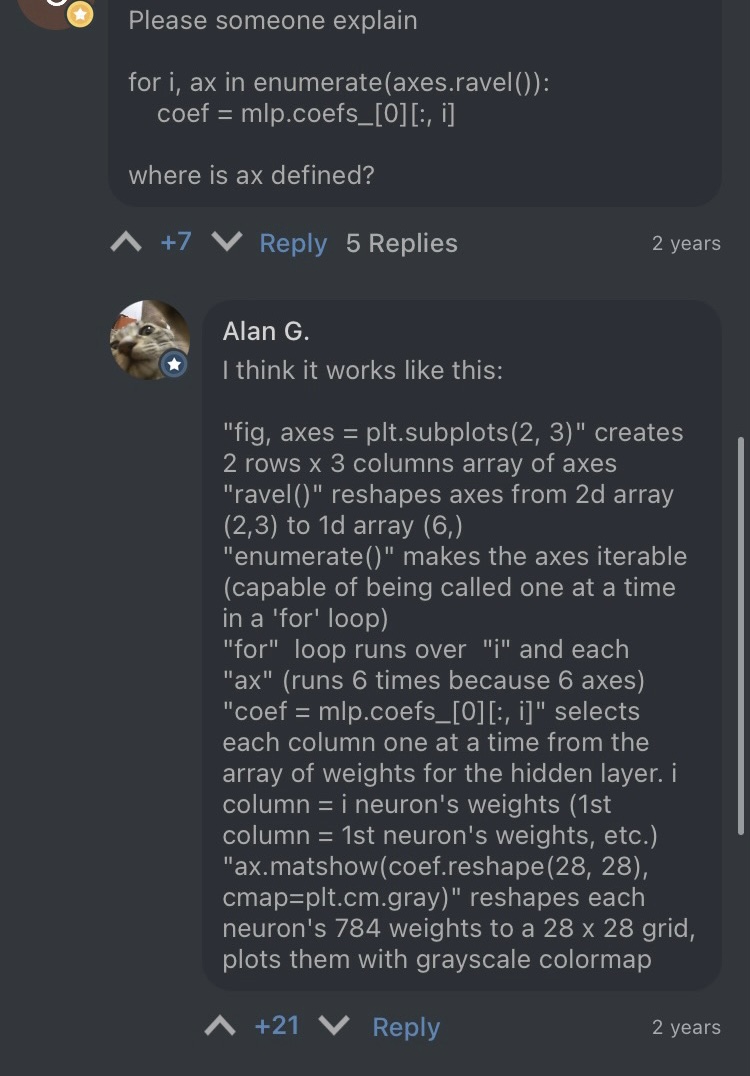 Please someone explain
for i, ax in enumerate(axes.ravel()):
coef = mlp.coefs_[0][:, i]
where is ax defined?
+7 Reply 5 Replies 2 years
Alan G.
I think it works like this:
"fig, axes = plt.subplots(2, 3)" creates
2 rows x 3 columns array of axes
"ravel()" reshapes axes from 2d array
(2,3) to 1d array (6,)
"enumerate()" makes the axes iterable
(capable of being called one at a time
in a 'for' loop)
"for"  loop runs over  "i" and each
"ax" (runs 6 times because 6 axes)
"coef = mlp.coefs_[0][:, i]" selects
each column one at a time from the
array of weights for the hidden layer. i
column = i neuron's weights (1st
column = 1st neuron's weights, etc.)
"ax.matshow(coef.reshape(28, 28),
cmap=plt.cm.gray)" reshapes each
neuron's 784 weights to a 28 x 28 grid,
plots them with grayscale colormap
+21 Reply 2 years